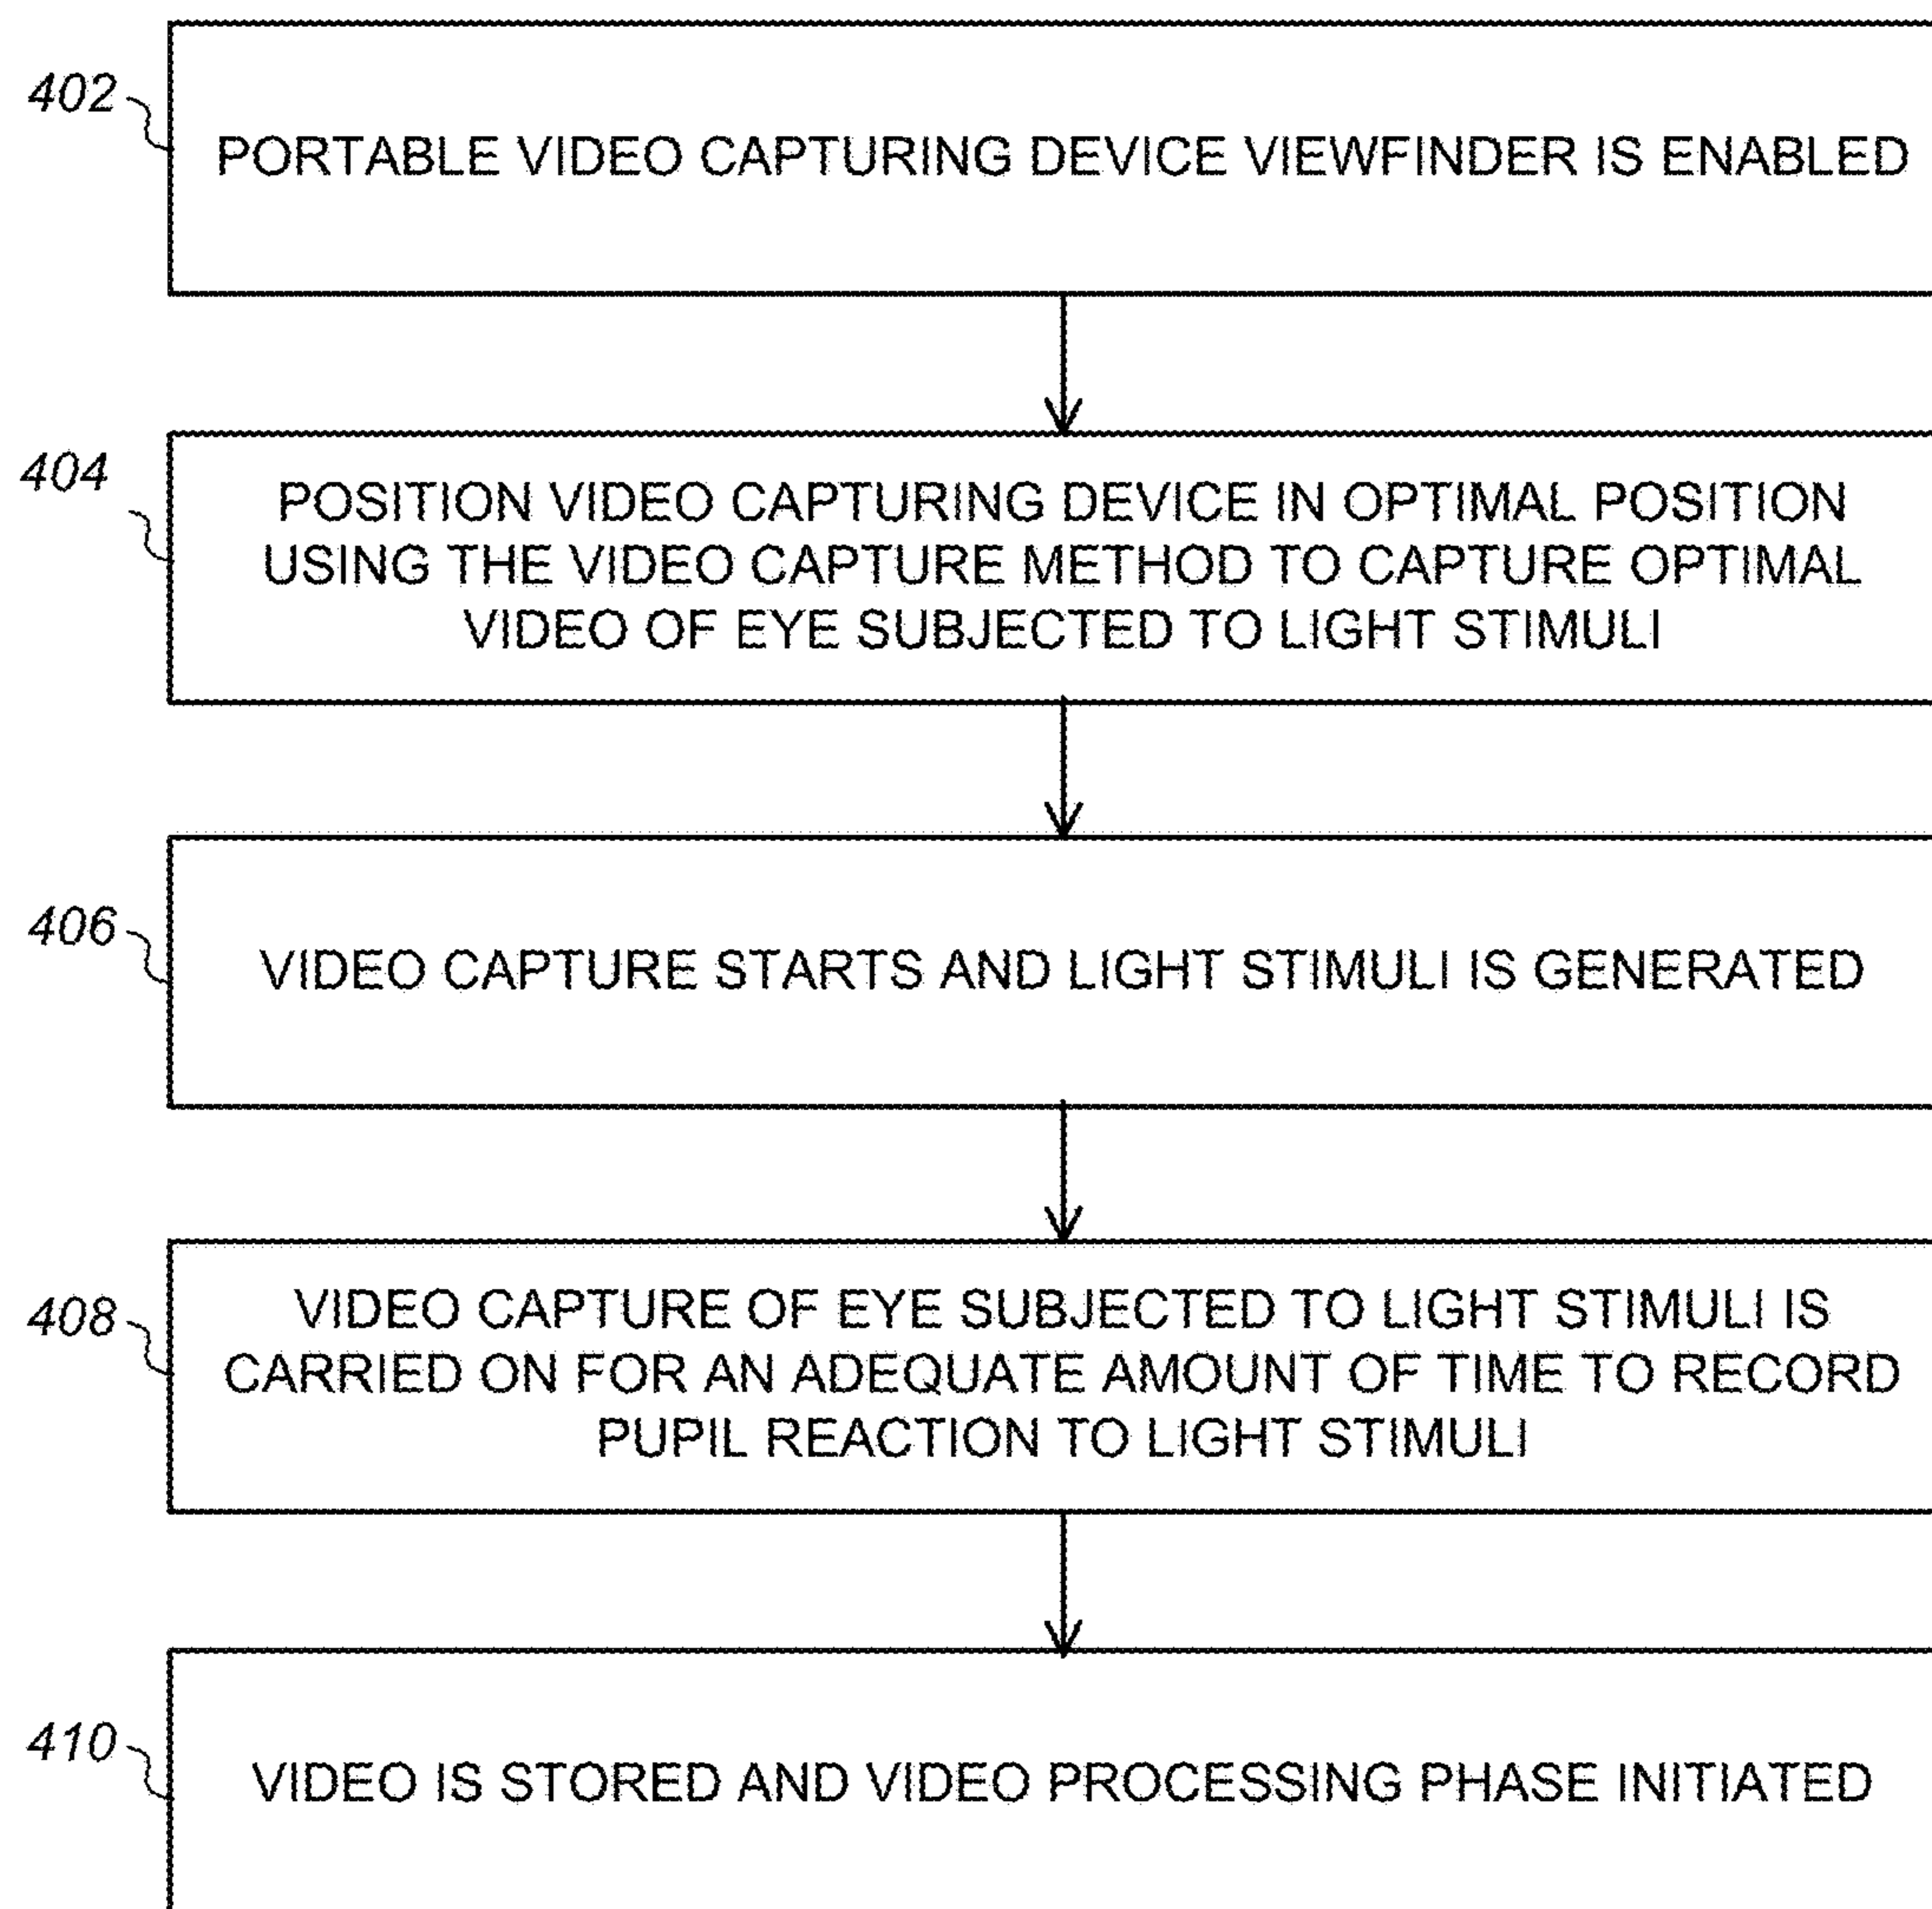 402
PORTABLE VIDEO CAPTURING DEVICE VIEWFINDER IS ENABLED
404
POSITION VIDEO CAPTURING DEVICE IN OPTIMAL POSITION
USING THE VIDEO CAPTURE METHOD TO CAPTURE OPTIMAL
VIDEO OF EYE SUBJECTED TO LIGHT STIMULI
406
VIDEO CAPTURE STARTS AND LIGHT STIMULI IS GENERATED
408
VIDEO CAPTURE OF EYE SUBJECTED TO LIGHT STIMULI IS
CARRIED ON FOR AN ADEQUATE AMOUNT OF TIME TO RECORD
PUPIL REACTION TO LIGHT STIMULI
410
VIDEO IS STORED AND VIDEO PROCESSING PHASE INITIATED